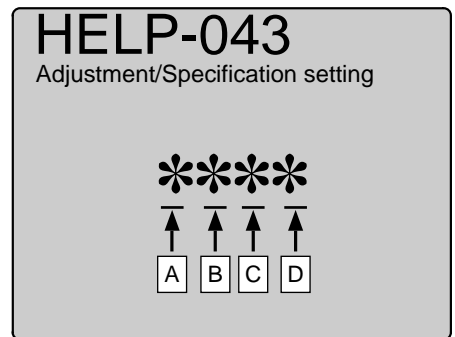 HELP-043
Adjustment/Specification setting
****
A B C D